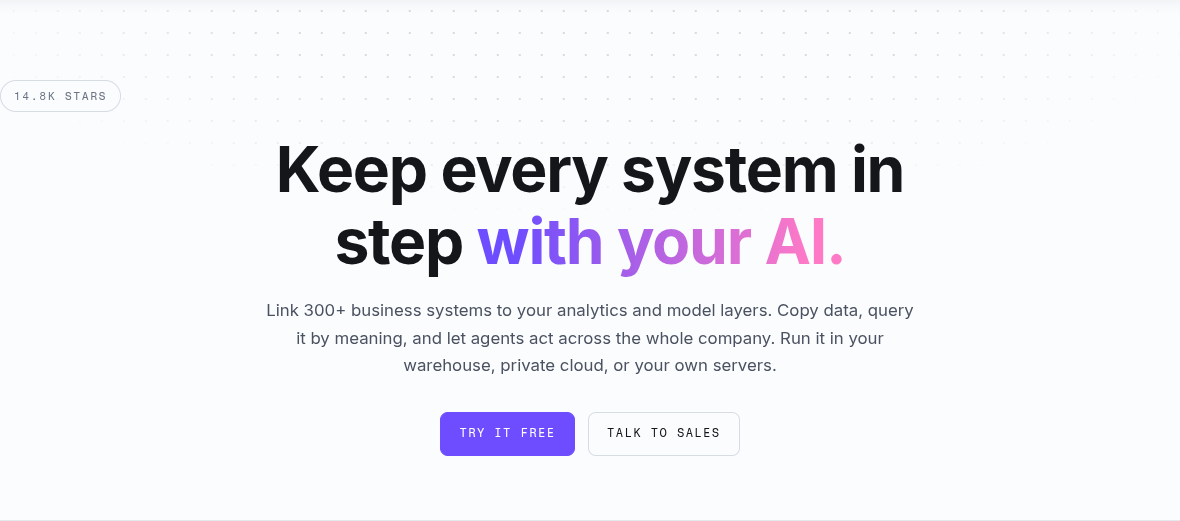 14.8K STARS
Keep every system in
step with your AI.
Link 300+ business systems to your analytics and model layers. Copy data, query
it by meaning, and let agents act across the whole company. Run it in your
warehouse, private cloud, or your own servers.
TRY IT FREE
TALK TO SALES